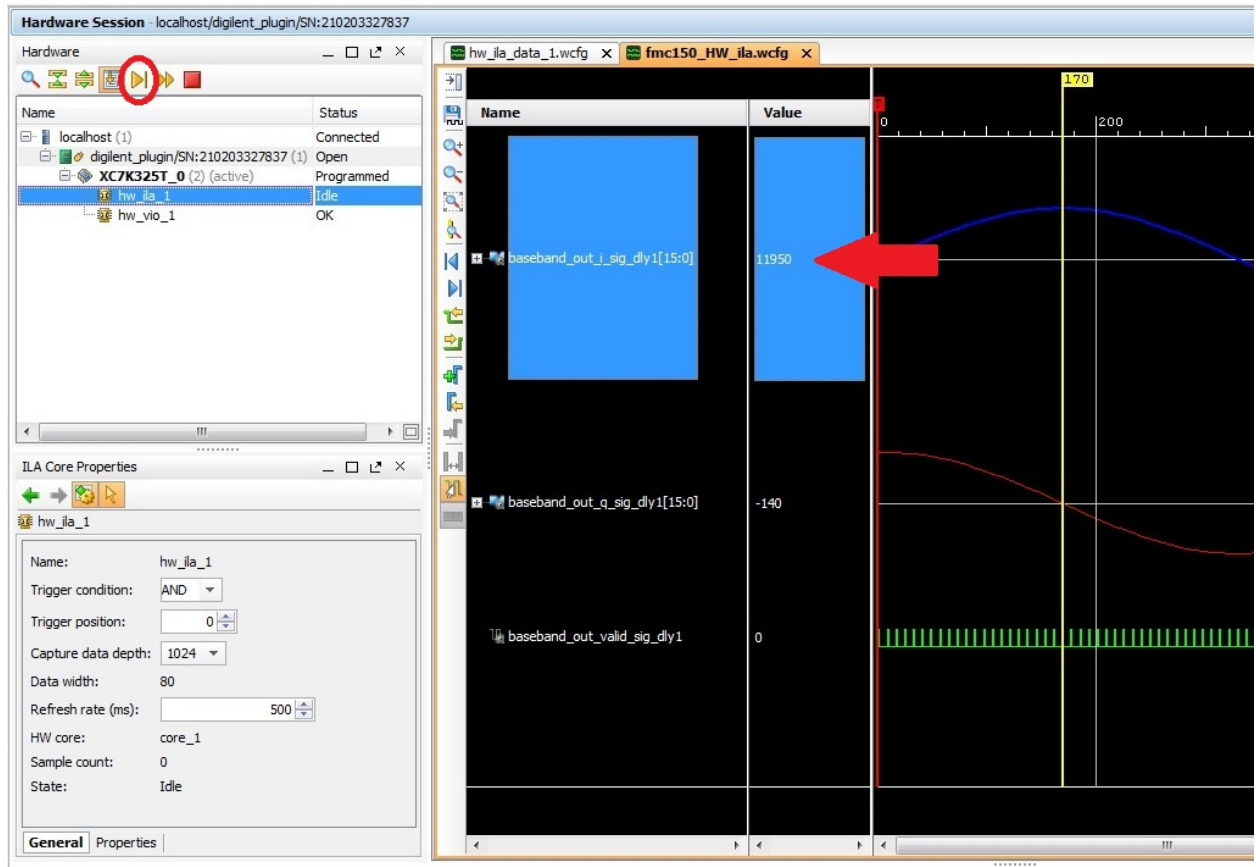 Hardware Session - localhost/digilent_plugin/SN:210203327837
Hardware
Name Status
localhost (1) Connected
digilent_plugin/SN:210203327837 (1) Open
XC7K325T_0 (2) (active) Programmed
hw_ila_1 Idle
hw_vio_1 OK
ILA Core Properties
hw_ila_1
Name: hw_ila_1
Trigger condition: AND
Trigger position: 0
Capture data depth: 1024
Data width: 80
Refresh rate (ms): 500
HW core: core_1
Sample count: 0
State: Idle
General Properties
hw_ila_data_1.wcfg fmc150_HW_ila.wcfg
170
Name Value
T
0 200
baseband_out_i_sig_dly1[15:0] 11950
baseband_out_q_sig_dly1[15:0] -140
baseband_out_valid_sig_dly1 0